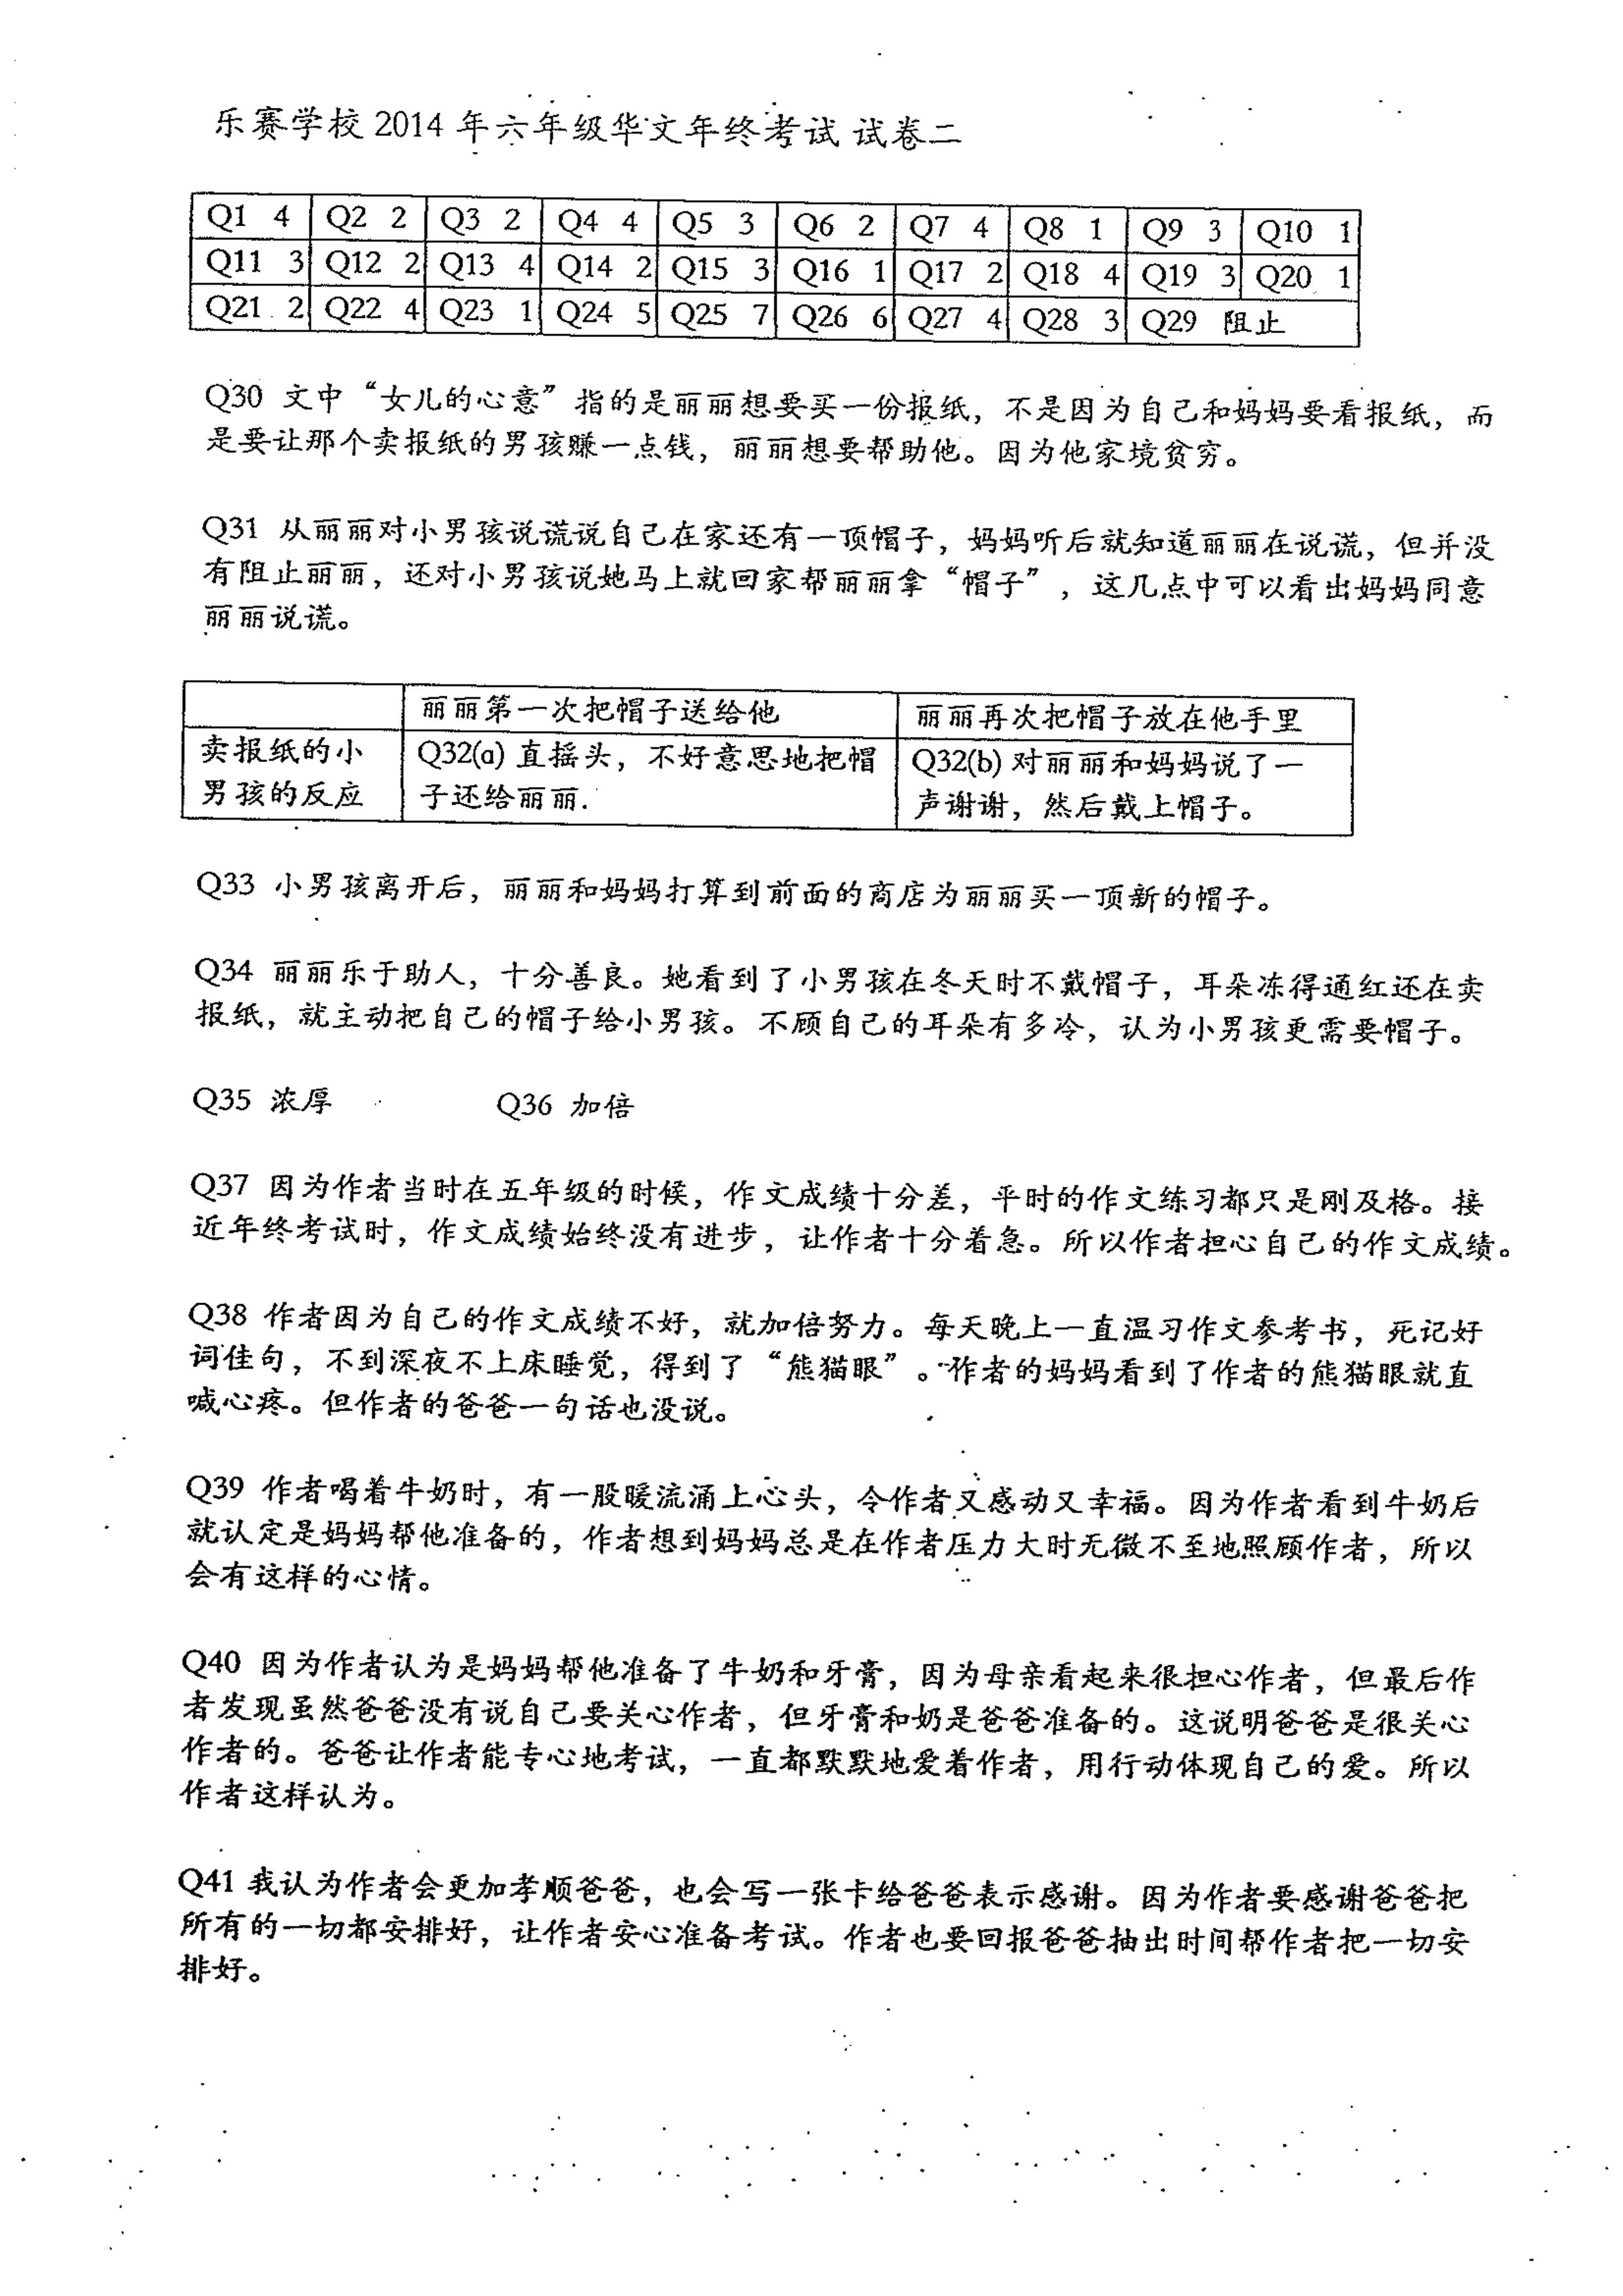 乐赛学校 2014 年六年级华文年终考试 试卷二
Q1 4 Q2 2 Q3 2 Q4 4 Q5 3 Q6 2 Q7 4 Q8 1 Q9 3 Q10 1
Q11 3 Q12 2 Q13 4 Q14 2 Q15 3 Q16 1 Q17 2 Q18 4 Q19 3 Q20 1
Q21 2 Q22 4 Q23 1 Q24 5 Q25 7 Q26 6 Q27 4 Q28 3 Q29 阻止
Q30 文中“女儿的心意”指的是丽丽想要买一份报纸，不是因为自己和妈妈要看报纸，而
是要让那个卖报纸的男孩赚一点钱，丽丽想要帮助他。因为他家境贫穷。
Q31 从丽丽对小男孩说谎说自己在家还有一顶帽子，妈妈听后就知道丽丽在说谎，但并没
有阻止丽丽，还对小男孩说她马上就回家帮丽丽拿“帽子”，这几点中可以看出妈妈同意
丽丽说谎。
丽丽第一次把帽子送给他 丽丽再次把帽子放在他手里
卖报纸的小 Q32(a) 直摇头，不好意思地把帽 Q32(b) 对丽丽和妈妈说了一
男孩的反应 子还给丽丽. 声谢谢，然后戴上帽子。
Q33 小男孩离开后，丽丽和妈妈打算到前面的商店为丽丽买一顶新的帽子。
Q34 丽丽乐于助人，十分善良。她看到了小男孩在冬天时不戴帽子，耳朵冻得通红还在卖
报纸，就主动把自己的帽子给小男孩。不顾自己的耳朵有多冷，认为小男孩更需要帽子。
Q35 浓厚 Q36 加倍
Q37 因为作者当时在五年级的时候，作文成绩十分差，平时的作文练习都只是刚及格。接
近年终考试时，作文成绩始终没有进步，让作者十分着急。所以作者担心自己的作文成绩。
Q38 作者因为自己的作文成绩不好，就加倍努力。每天晚上一直温习作文参考书，死记好
词佳句，不到深夜不上床睡觉，得到了“熊猫眼”。作者的妈妈看到了作者的熊猫眼就直
喊心疼。但作者的爸爸一句话也没说。
Q39 作者喝着牛奶时，有一股暖流涌上心头，令作者又感动又幸福。因为作者看到牛奶后
就认定是妈妈帮他准备的，作者想到妈妈总是在作者压力大时无微不至地照顾作者，所以
会有这样的心情。
Q40 因为作者认为是妈妈帮他准备了牛奶和牙膏，因为母亲看起来很担心作者，但最后作
者发现虽然爸爸没有说自己要关心作者，但牙膏和奶是爸爸准备的。这说明爸爸是很关心
作者的。爸爸让作者能专心地考试，一直都默默地爱着作者，用行动体现自己的爱。所以
作者这样认为。
Q41 我认为作者会更加孝顺爸爸，也会写一张卡给爸爸表示感谢。因为作者要感谢爸爸把
所有的一切都安排好，让作者安心准备考试。作者也要回报爸爸抽出时间帮作者把一切安
排好。